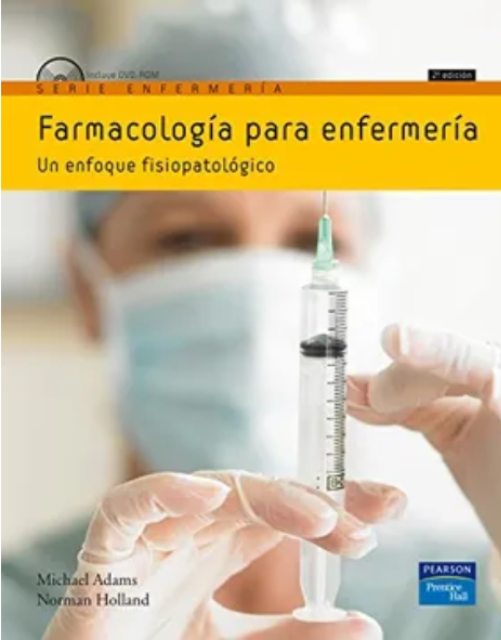 Incluye DVD-ROM
2ª edición
SERIE ENFERMERÍA
Farmacología para enfermería
Un enfoque fisiopatológico
Michael Adams
Norman Holland
PEARSON
Prentice
Hall